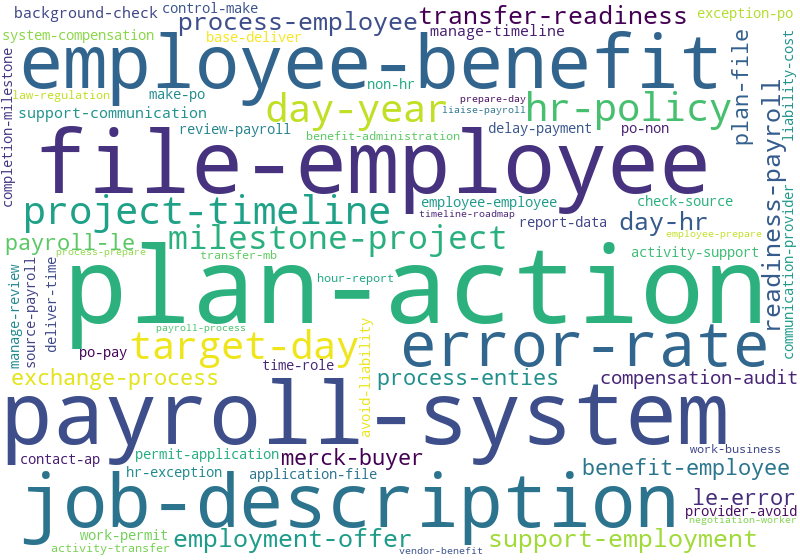 background-check
control-make
process-employee
transfer-readiness
exception-po
system-compensation
base-deliver
manage-timeline
employee-benefit
plan-file
liability-cost
completion-milestone
law-regulation
make-po
non-hr
prepare-day
support-communication
day-year
liaise-payroll
hr-policy
review-payroll
benefit-administration
delay-payment
po-non
file-employee
readiness-payroll
communication-provider
project-timeline
employee-employee
timeline-roadmap
check-source
report-data
day-hr
payroll-le
process-prepare
milestone-project
employee-prepare
transfer-mb
activity-support
manage-review
source-payroll
deliver-time
plan-action
hour-report
payroll-process
po-pay
target-day
avoid-liability
error-rate
time-role
exchange-process
process-enties
compensation-audit
payroll-system
contact-ap
permit-application
merck-buyer
work-business
hr-exception
application-file
benefit-employee
job-description
le-error
provider-avoid
negotiation-worker
work-permit
employment-offer
support-employment
activity-transfer
vendor-benefit